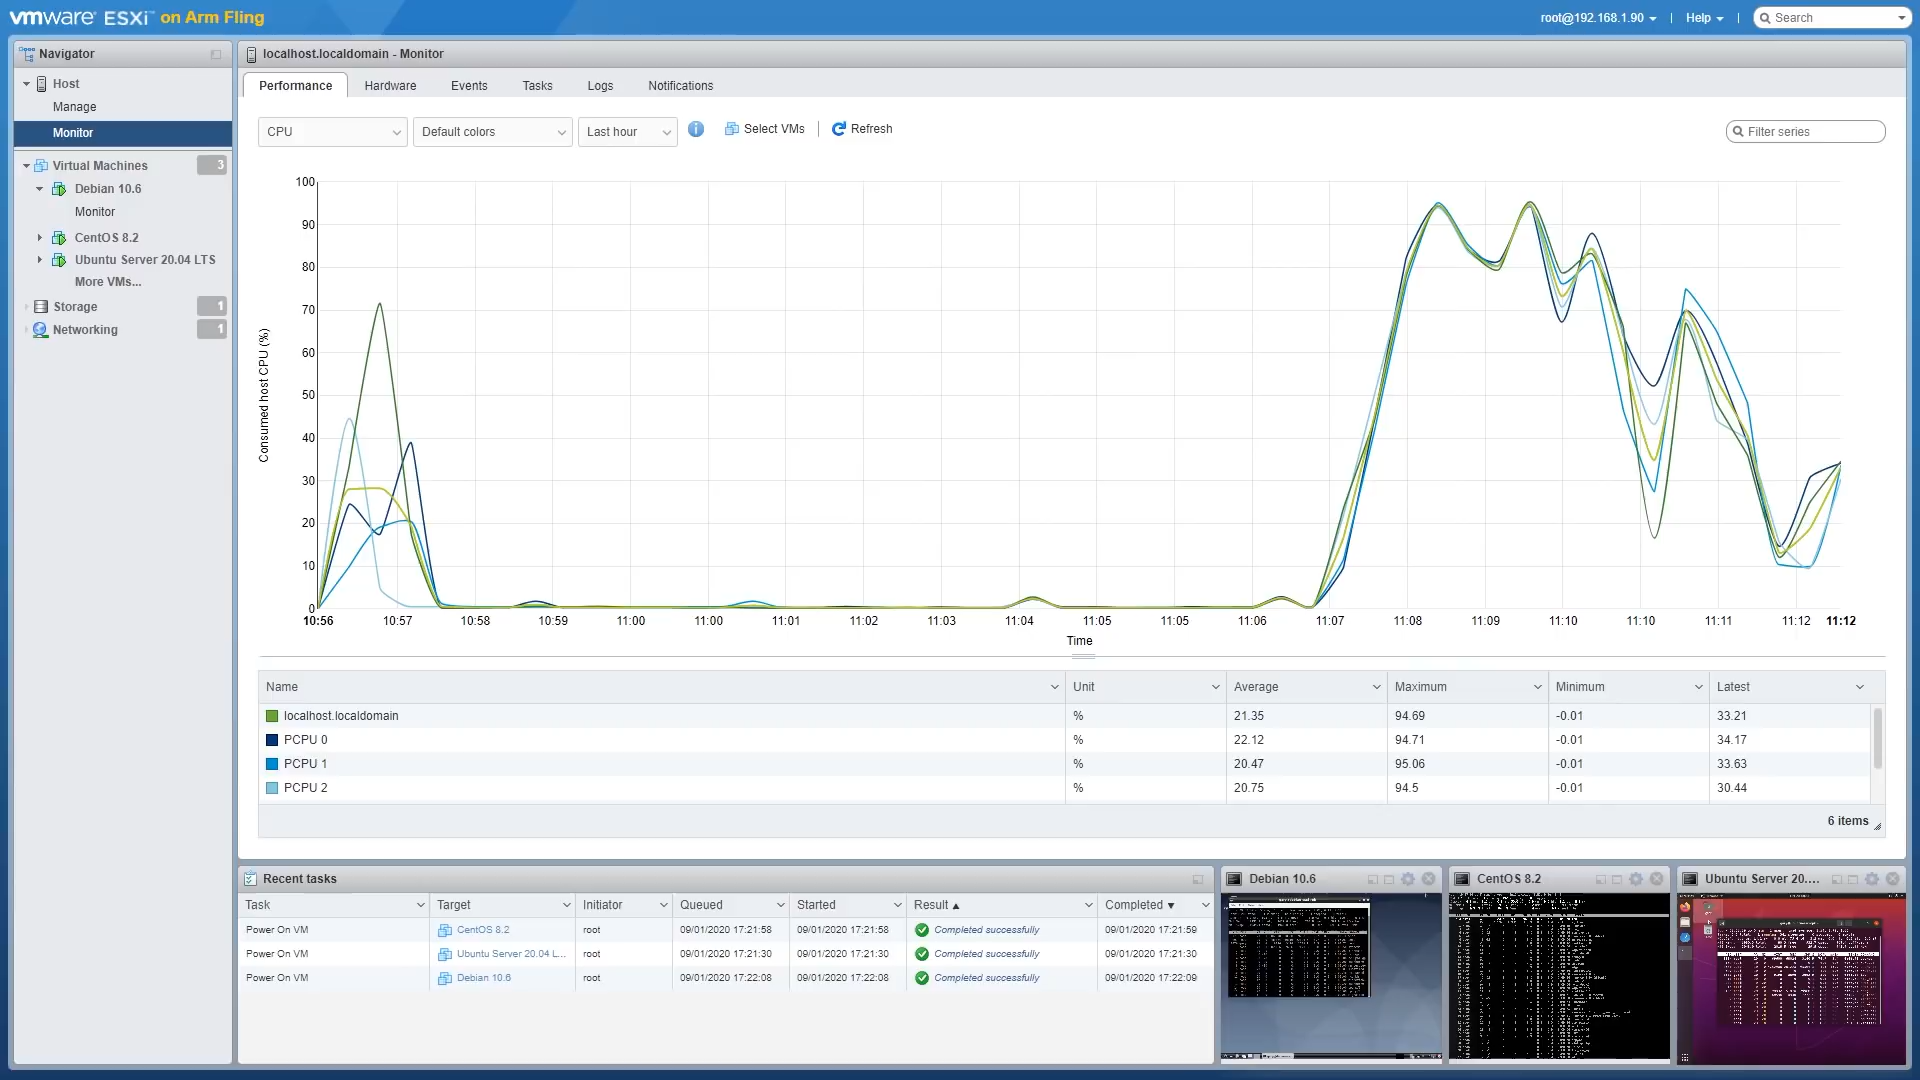 vmware ESXi™ on Arm Fling
root@192.168.1.90
Help
Search
Navigator
Host
Manage
Monitor
Virtual Machines 3
Debian 10.6
Monitor
CentOS 8.2
Ubuntu Server 20.04 LTS
More VMs...
Storage 1
Networking 1
localhost.localdomain - Monitor
Performance Hardware Events Tasks Logs Notifications
CPU Default colors Last hour Select VMs Refresh Filter series
Consumed host CPU (%)
100
90
80
70
60
50
40
30
20
10
0
10:56 10:57 10:58 10:59 11:00 11:00 11:01 11:02 11:03 11:04 11:05 11:05 11:06 11:07 11:08 11:09 11:10 11:10 11:11 11:12 11:12
Time
Name Unit Average Maximum Minimum Latest
localhost.localdomain % 21.35 94.69 -0.01 33.21
PCPU 0 % 22.12 94.71 -0.01 34.17
PCPU 1 % 20.47 95.06 -0.01 33.63
PCPU 2 % 20.75 94.5 -0.01 30.44
6 items
Recent tasks
Task Target Initiator Queued Started Result ▲ Completed ▼
Power On VM CentOS 8.2 root 09/01/2020 17:21:58 09/01/2020 17:21:58 Completed successfully 09/01/2020 17:21:59
Power On VM Ubuntu Server 20.04 L... root 09/01/2020 17:21:30 09/01/2020 17:21:30 Completed successfully 09/01/2020 17:21:30
Power On VM Debian 10.6 root 09/01/2020 17:22:08 09/01/2020 17:22:08 Completed successfully 09/01/2020 17:22:09
Debian 10.6
CentOS 8.2
Ubuntu Server 20....